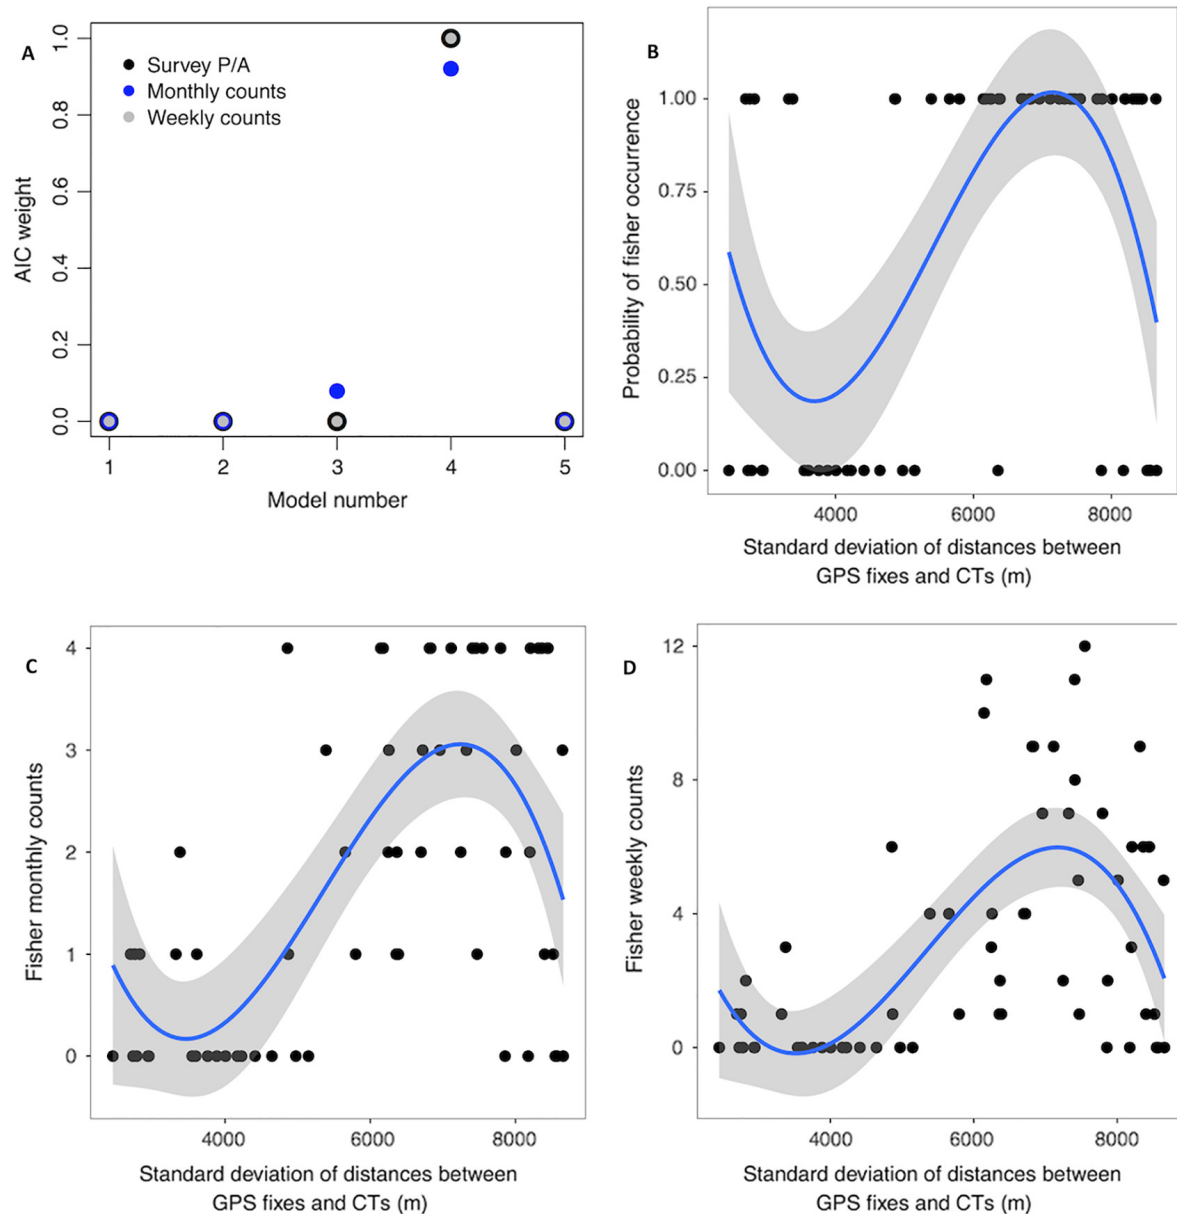 A
Survey P/A
Monthly counts
Weekly counts
AIC weight
0.0
0.2
0.4
0.6
0.8
1.0
1 2 3 4 5
Model number
B
Probability of fisher occurrence
1.00
0.75
0.50
0.25
0.00
4000 6000 8000
Standard deviation of distances between
GPS fixes and CTs (m)
C
Fisher monthly counts
4
3
2
1
0
4000 6000 8000
Standard deviation of distances between
GPS fixes and CTs (m)
D
Fisher weekly counts
12
8
4
0
4000 6000 8000
Standard deviation of distances between
GPS fixes and CTs (m)